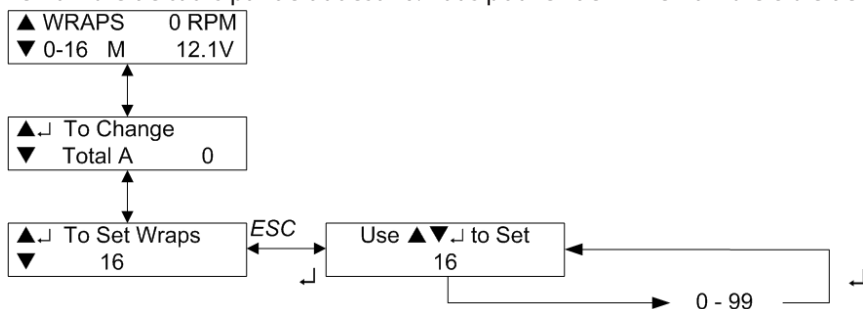 ▲ WRAPS 0 RPM
▼ 0-16 M 12.1V
▲↵ To Change
▼ Total A 0
▲↵ To Set Wraps
▼ 16
ESC
↵
Use ▲▼↵ to Set
16
↵
0 - 99